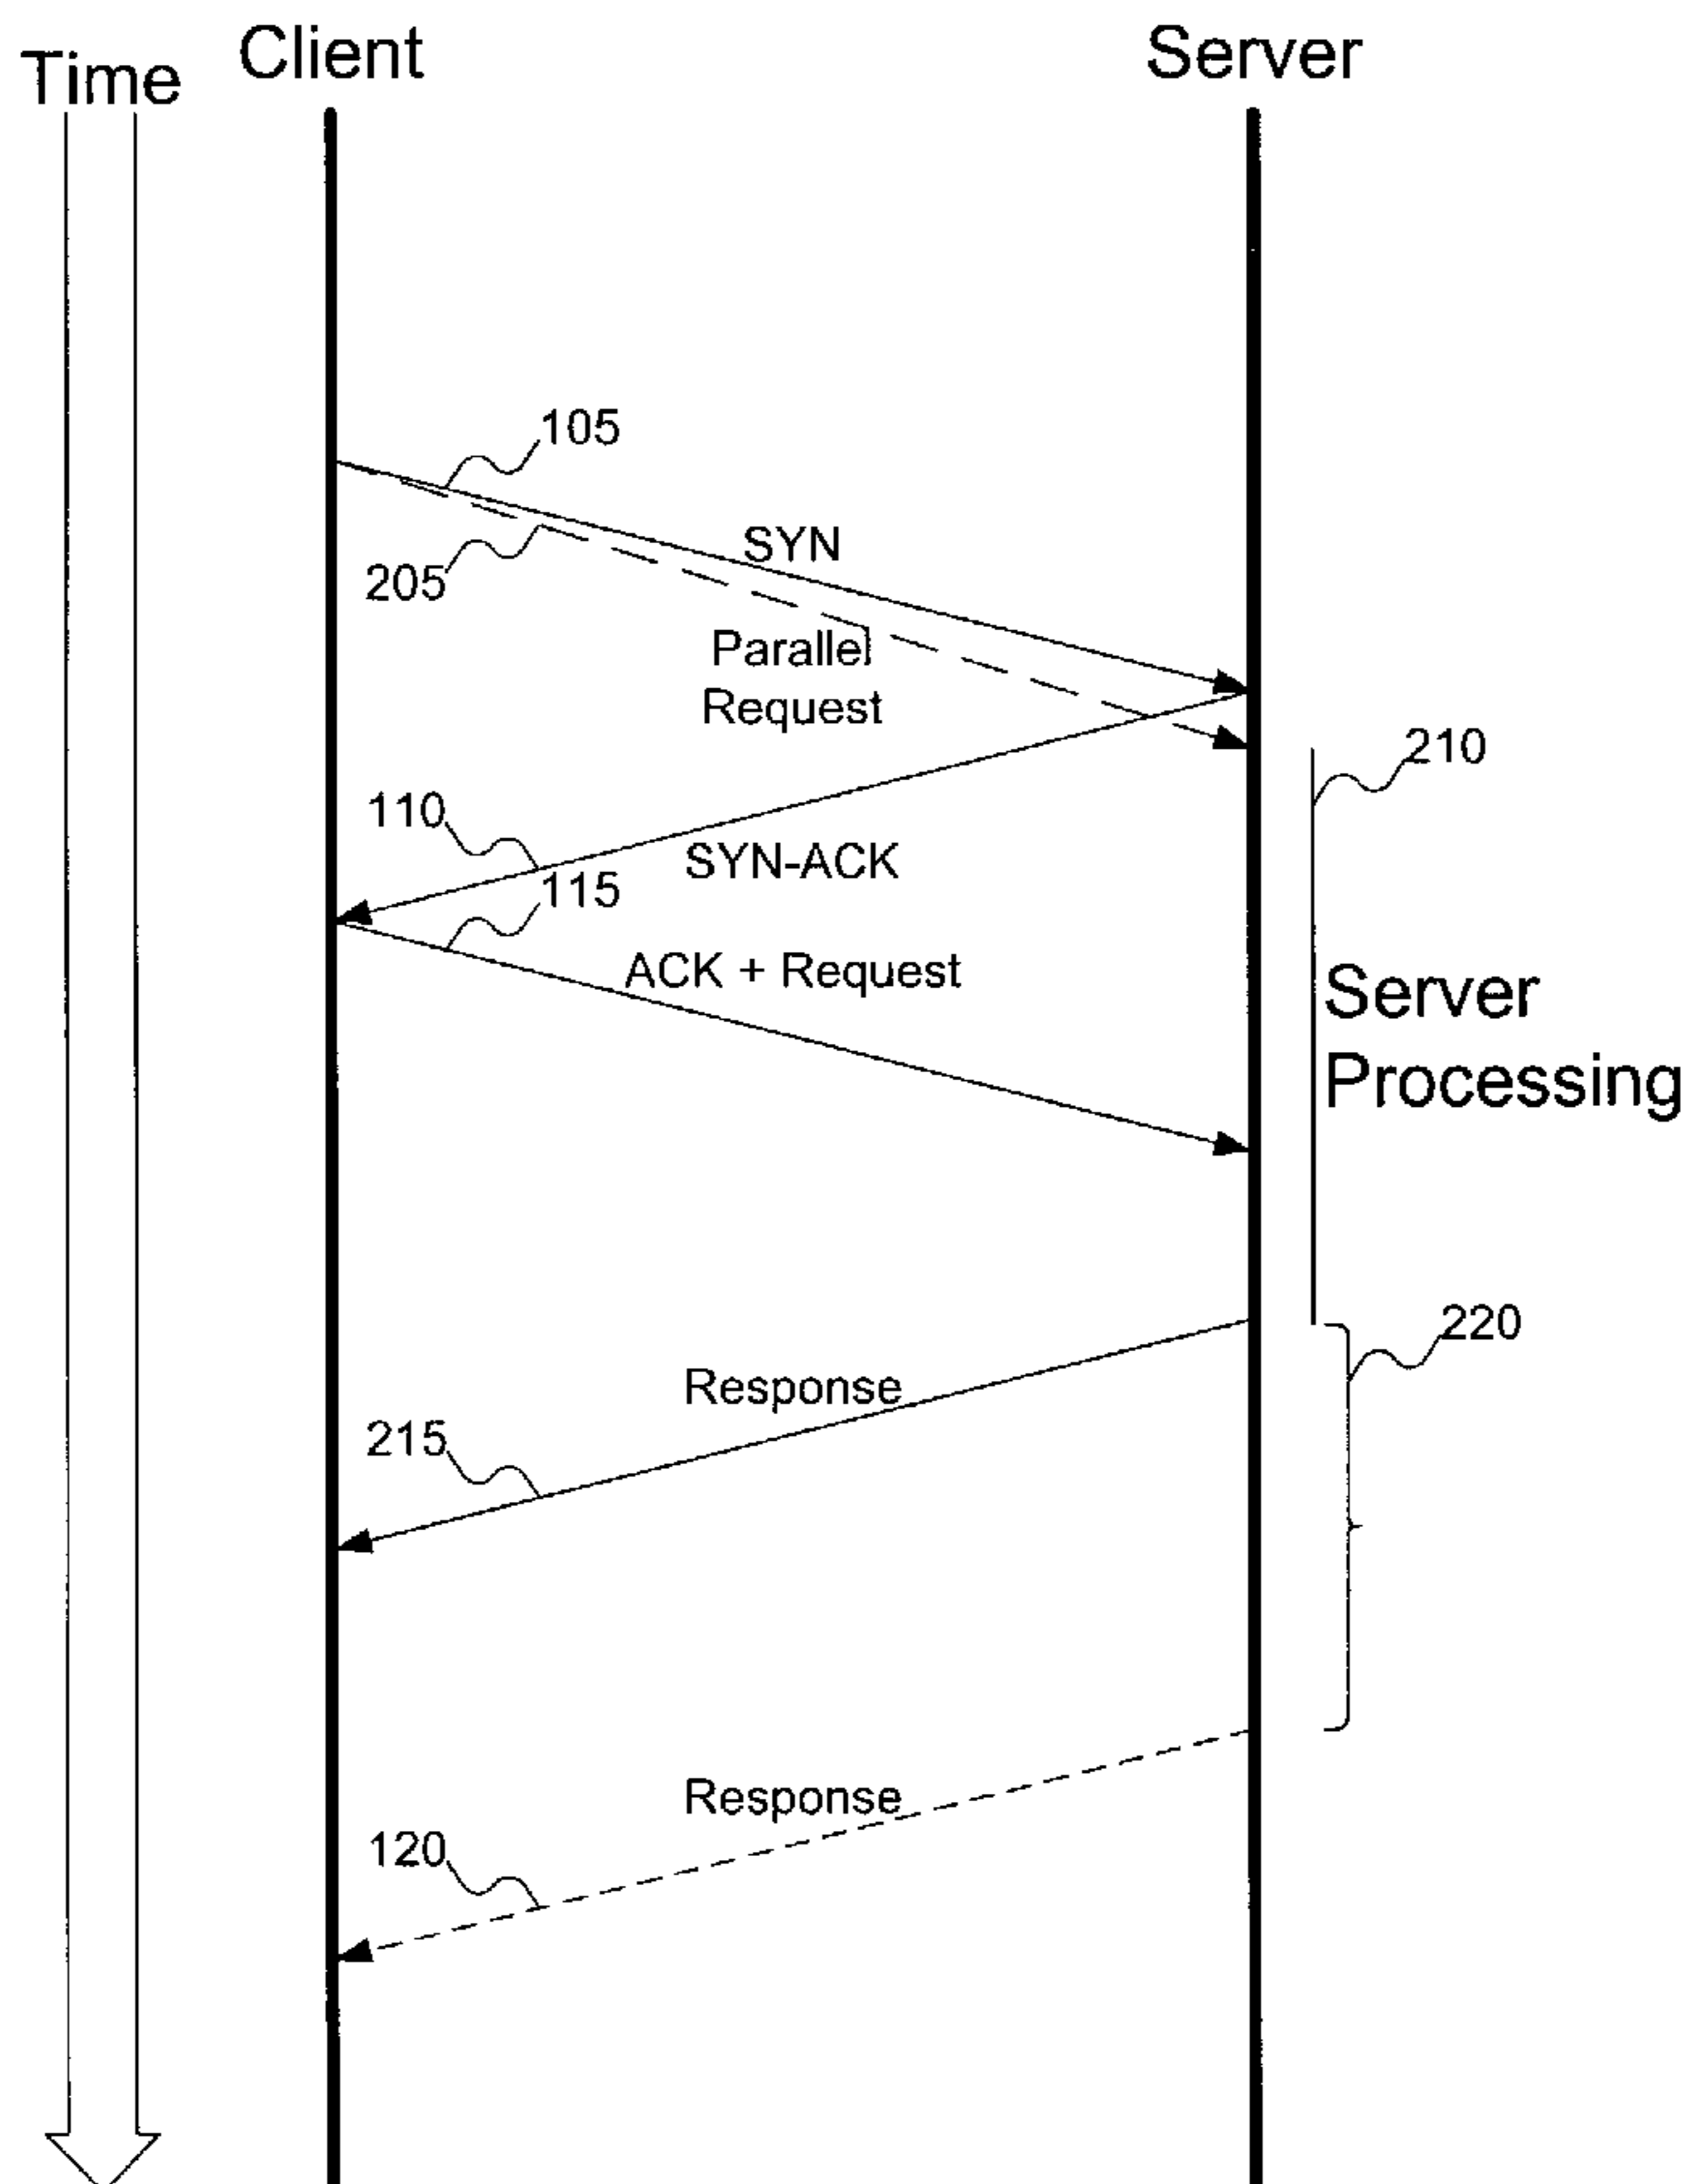 Time
Client
Server
105
SYN
205
Parallel
Request
210
110
SYN-ACK
115
ACK + Request
Server
Processing
220
Response
215
Response
120